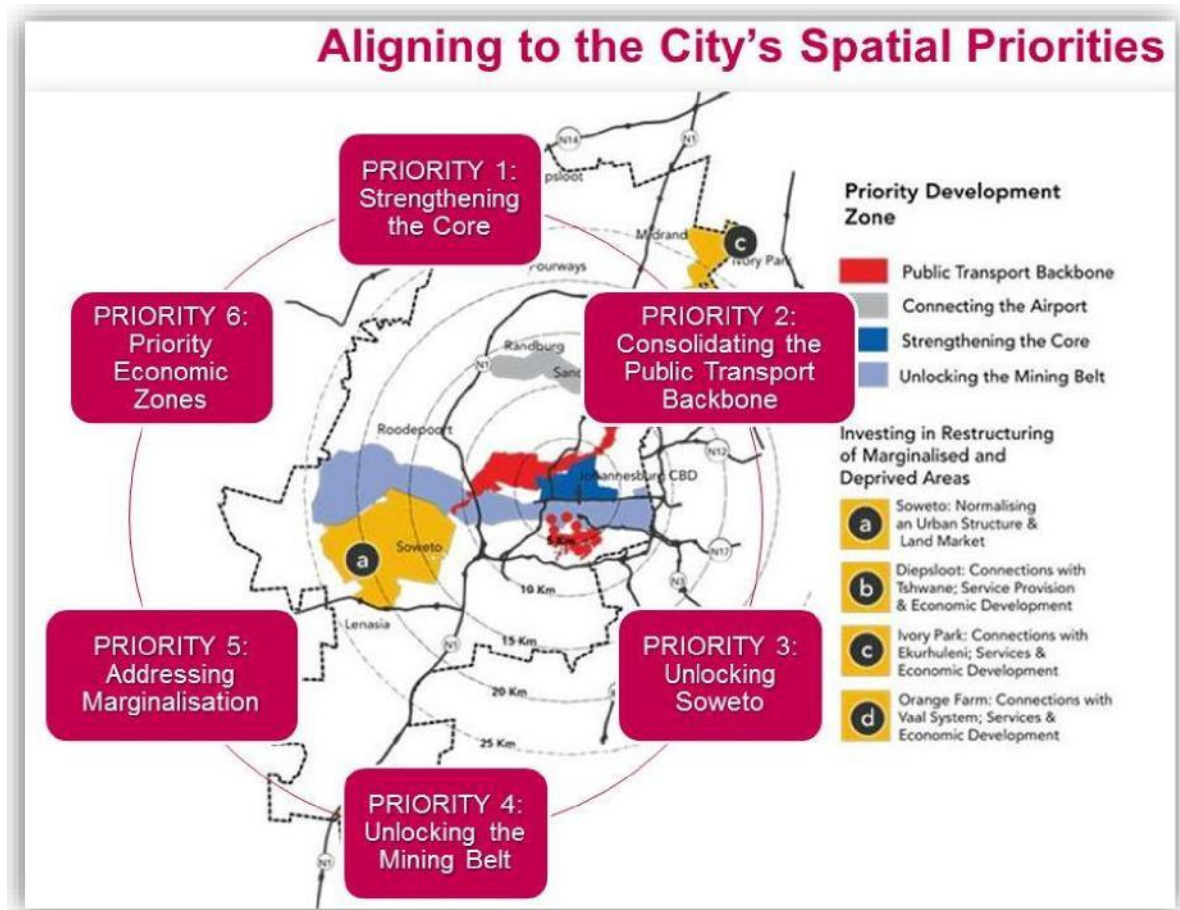 Aligning to the City's Spatial Priorities
PRIORITY 1:
Strengthening
the Core
PRIORITY 6:
Priority
Economic
Zones
PRIORITY 2:
Consolidating the
Public Transport
Backbone
PRIORITY 5:
Addressing
Marginalisation
PRIORITY 3:
Unlocking
Soweto
PRIORITY 4:
Unlocking the
Mining Belt
N14
N1
psloot
Midrand
c
Ivory Park
ourways
Randburg
N1
Sand
Roodepoort
Johannesburg CBD
N12
a
Soweto
5 Km
N17
N3
10 Km
Lenasia
N1
15 Km
20 Km
25 Km
N1
Priority Development
Zone
Public Transport Backbone
Connecting the Airport
Strengthening the Core
Unlocking the Mining Belt
Investing in Restructuring
of Marginalised and
Deprived Areas
a
Soweto: Normalising
an Urban Structure &
Land Market
b
Diepsloot: Connections with
Tshwane; Service Provision
& Economic Development
c
Ivory Park: Connections with
Ekurhuleni; Services &
Economic Development
d
Orange Farm: Connections with
Vaal System; Services &
Economic Development